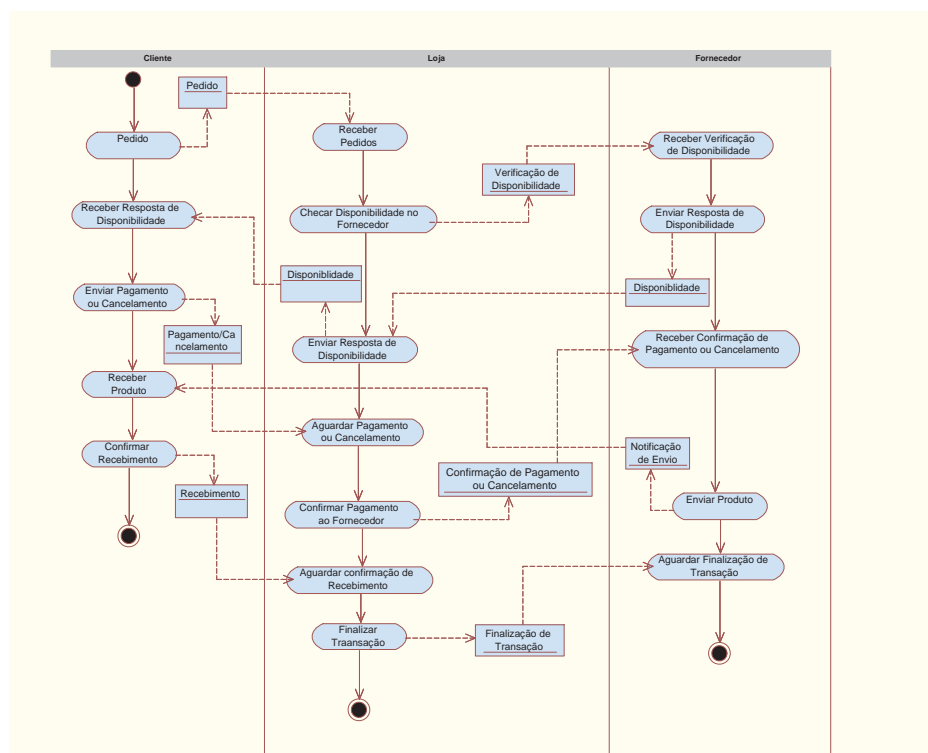 Cliente
Loja
Fornecedor
Pedido
Pedido
Receber
Pedidos
Receber Verificação
de Disponibilidade
Verificação de
Disponibilidade
Receber Resposta de
Disponibilidade
Checar Disponibilidade no
Fornecedor
Enviar Resposta de
Disponibilidade
Disponiblidade
Disponiblidade
Enviar Pagamento
ou Cancelamento
Pagamento/Ca
ncelamento
Enviar Resposta de
Disponibilidade
Receber Confirmação de
Pagamento ou Cancelamento
Receber
Produto
Aguardar Pagamento
ou Cancelamento
Confirmar
Recebimento
Notificação
de Envio
Confirmação de Pagamento
ou Cancelamento
Recebimento
Enviar Produto
Confirmar Pagamento
ao Fornecedor
Aguardar Finalização de
Transação
Aguardar confirmação de
Recebimento
Finalizar
Traansação
Finalização de
Transação